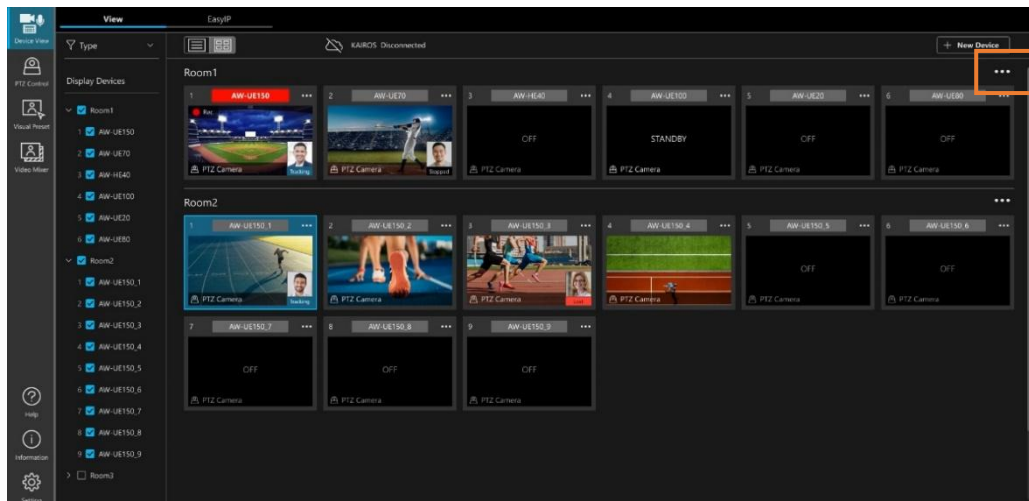 View
EasyIP
Device View
PTZ Control
Visual Preset
Video Mixer
Help
Information
Settings
Type
Display Devices
Room1
1 AW-UE150
2 AW-UE70
3 AW-HE40
4 AW-UE100
5 AW-UE20
6 AW-UE80
Room2
1 AW-UE150_1
2 AW-UE150_2
3 AW-UE150_3
4 AW-UE150_4
5 AW-UE150_5
6 AW-UE150_6
7 AW-UE150_7
8 AW-UE150_8
9 AW-UE150_9
Room3
KAIROS Disconnected
+ New Device
Room1
1 AW-UE150 ••• 2 AW-UE70 ••• 3 AW-HE40 ••• 4 AW-UE100 ••• 5 AW-UE20 ••• 6 AW-UE80 •••
Rec
OFF STANDBY OFF OFF
PTZ Camera Tracking PTZ Camera Stopped PTZ Camera PTZ Camera PTZ Camera PTZ Camera
Room2
1 AW-UE150_1 ••• 2 AW-UE150_2 ••• 3 AW-UE150_3 ••• 4 AW-UE150_4 ••• 5 AW-UE150_5 ••• 6 AW-UE150_6 •••
OFF OFF
PTZ Camera Tracking PTZ Camera PTZ Camera Lost PTZ Camera PTZ Camera PTZ Camera
7 AW-UE150_7 ••• 8 AW-UE150_8 ••• 9 AW-UE150_9 •••
OFF OFF OFF
PTZ Camera PTZ Camera PTZ Camera